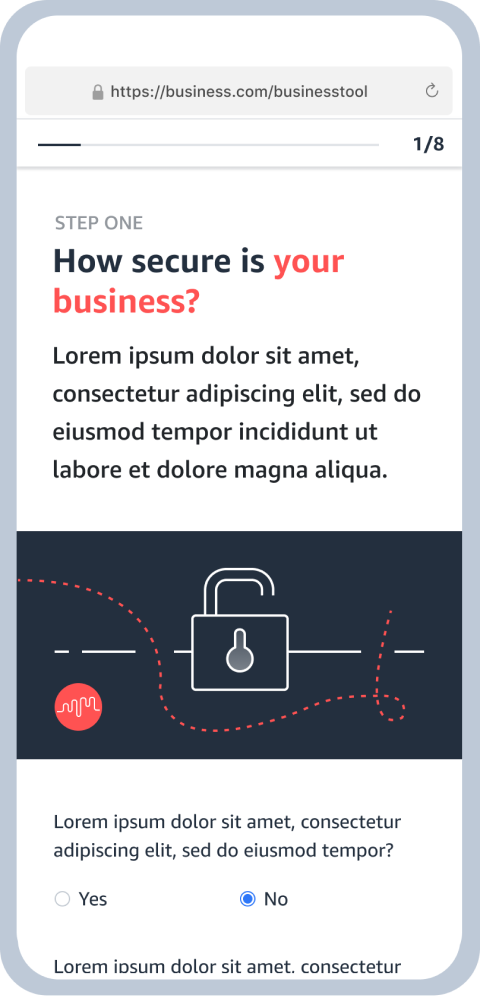 https://business.com/businesstool
1/8
STEP ONE
How secure is your
business?
Lorem ipsum dolor sit amet,
consectetur adipiscing elit, sed do
eiusmod tempor incididunt ut
labore et dolore magna aliqua.
Lorem ipsum dolor sit amet, consectetur
adipiscing elit, sed do eiusmod tempor?
Yes No
Lorem ipsum dolor sit amet, consectetur